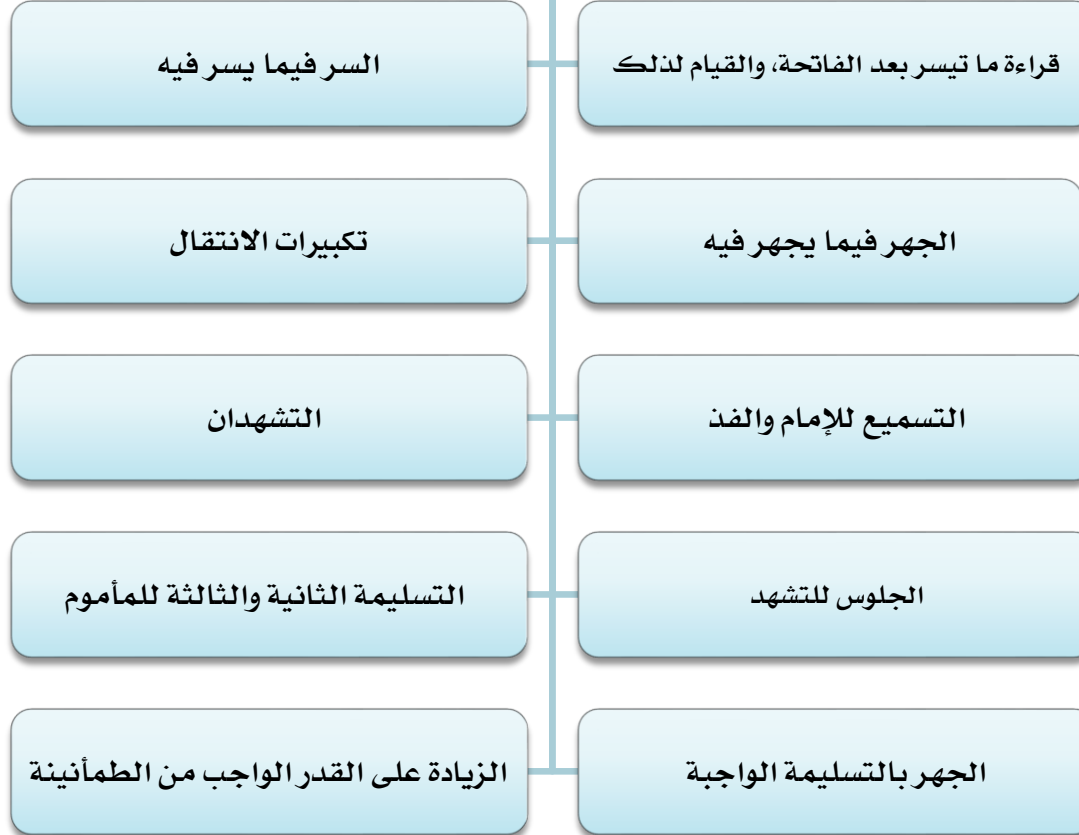 قراءة ما تيسر بعد الفاتحة، والقيام لذلك
السر فيما يسر فيه
الجهر فيما يجهر فيه
تكبيرات الانتقال
التسميع للإمام والفذ
التشهدان
الجلوس للتشهد
التسليمة الثانية والثالثة للمأموم
الجهر بالتسليمة الواجبة
الزيادة على القدر الواجب من الطمأنينة